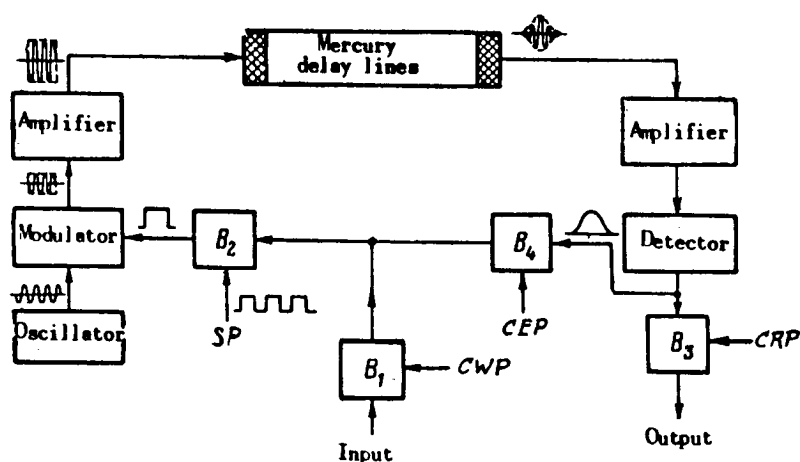 Mercury
delay lines
Amplifier
Amplifier
Modulator
B2
B4
Detector
Oscillator
SP
CEP
B3
CRP
B1
CWP
Input
Output